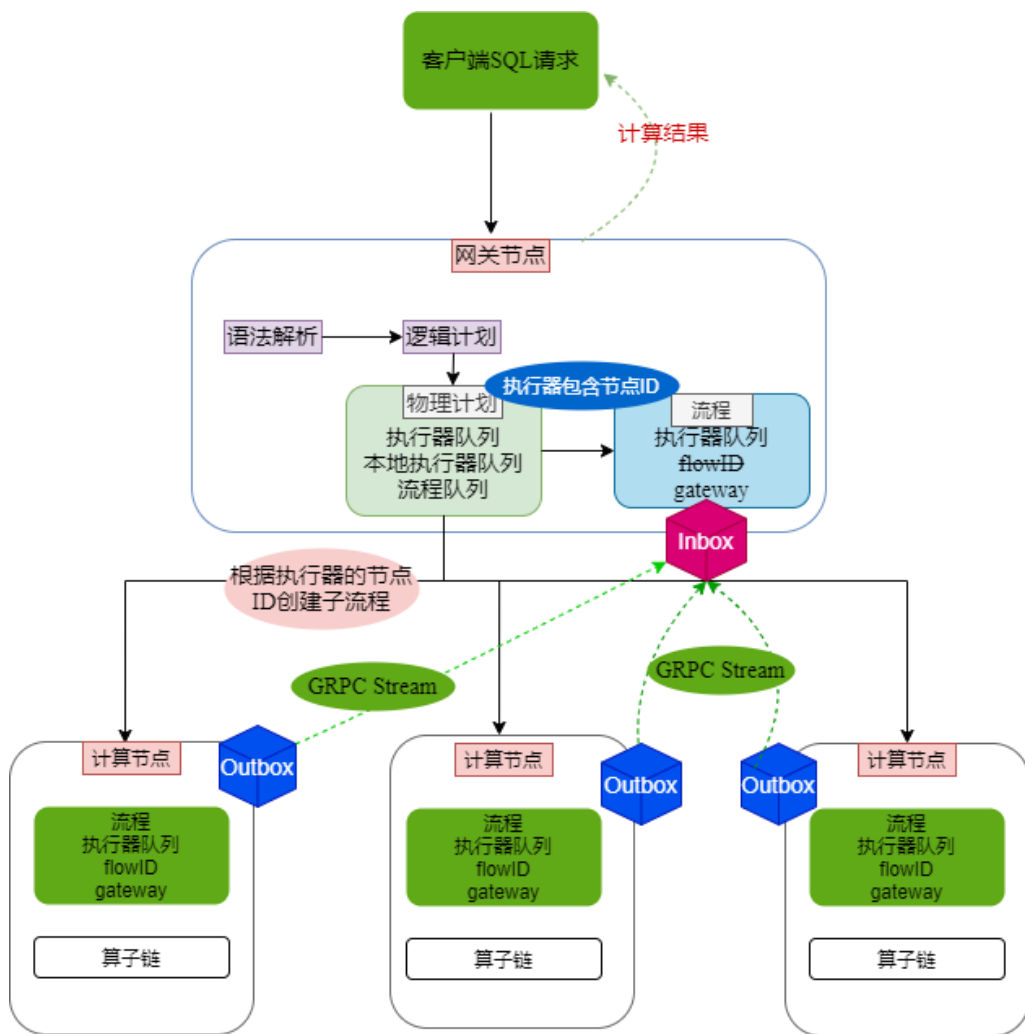 客户端SQL请求
计算结果
网关节点
语法解析
逻辑计划
执行器包含节点ID
物理计划
执行器队列
本地执行器队列
流程队列
流程
执行器队列
flowID
gateway
Inbox
根据执行器的节点
ID创建子流程
GRPC Stream
GRPC Stream
计算节点
Outbox
流程
执行器队列
flowID
gateway
算子链
计算节点
Outbox
流程
执行器队列
flowID
gateway
算子链
Outbox
计算节点
流程
执行器队列
flowID
gateway
算子链